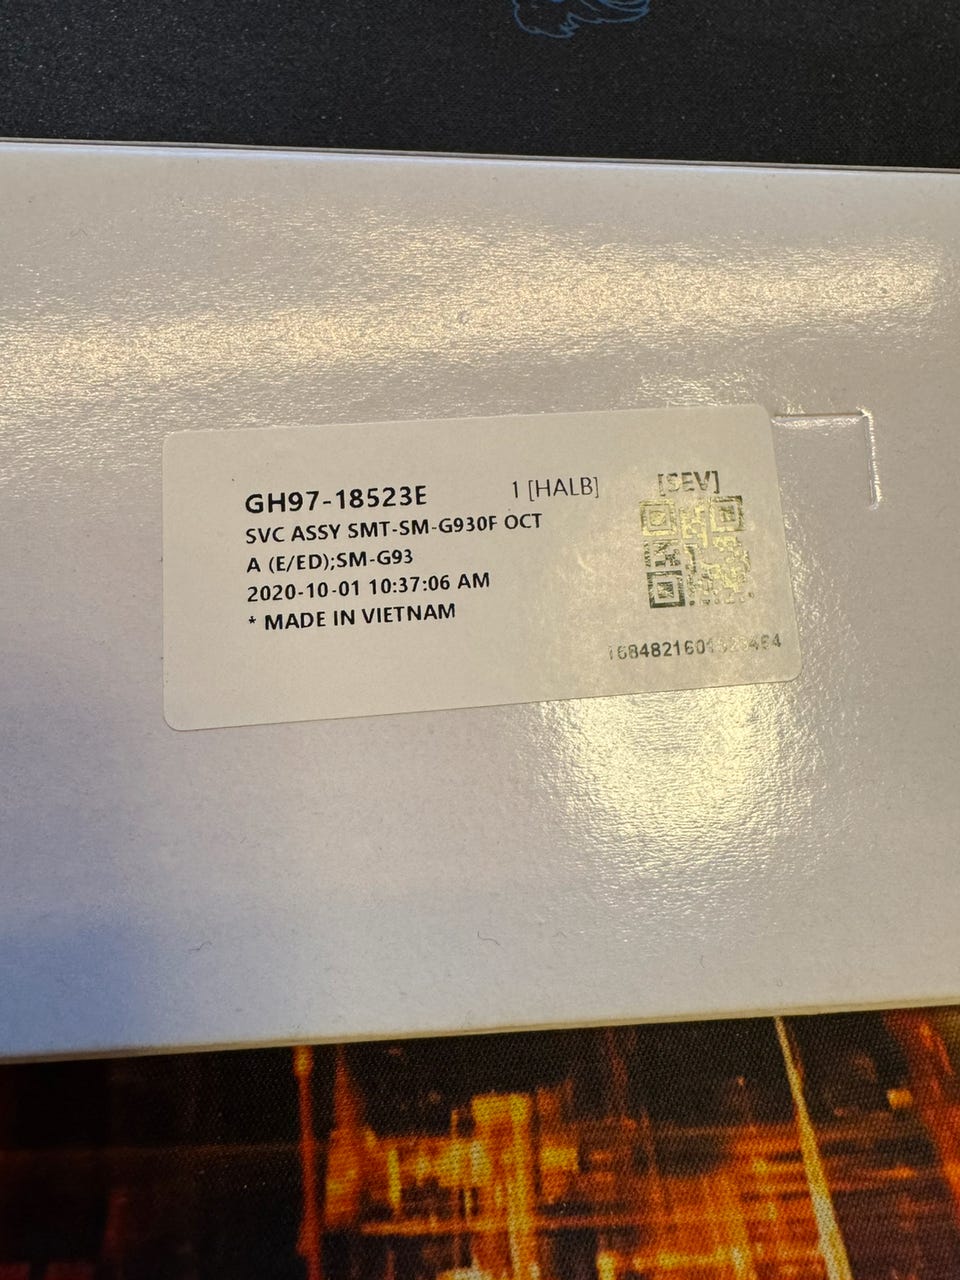 GH97-18523E 1 [HALB] [SEV]
SVC ASSY SMT-SM-G930F OCT
A (E/ED);SM-G93
2020-10-01 10:37:06 AM
* MADE IN VIETNAM